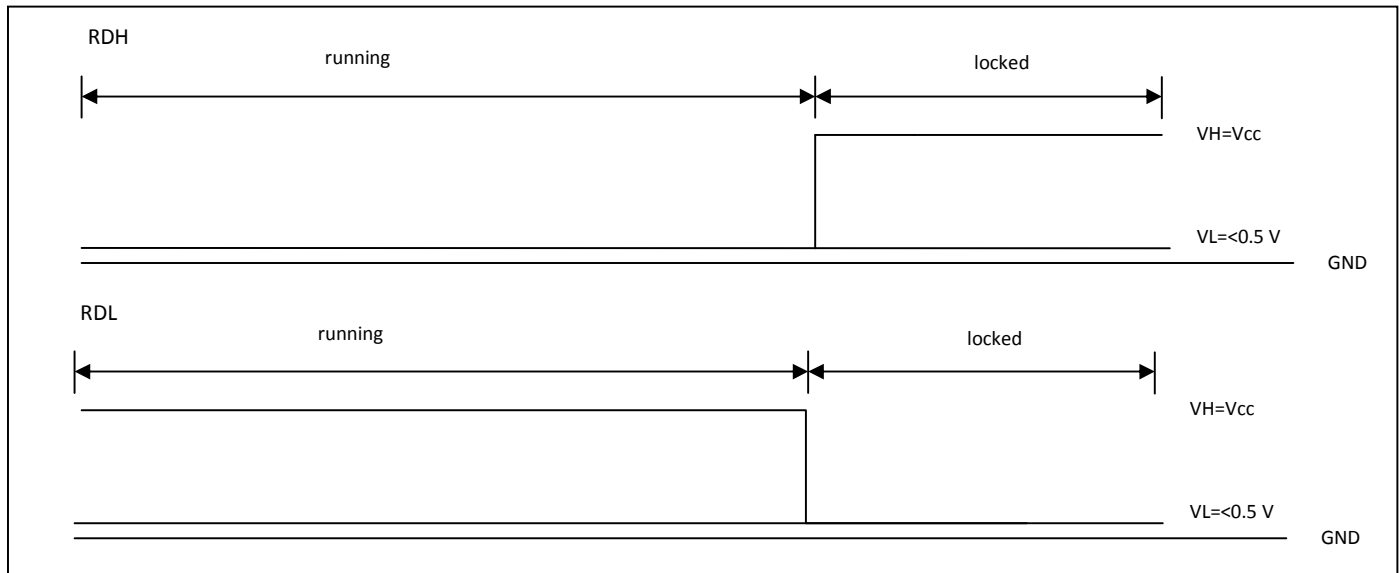 RDH
running
locked
VH=Vcc
VL=<0.5 V
GND
RDL
running
locked
VH=Vcc
VL=<0.5 V
GND